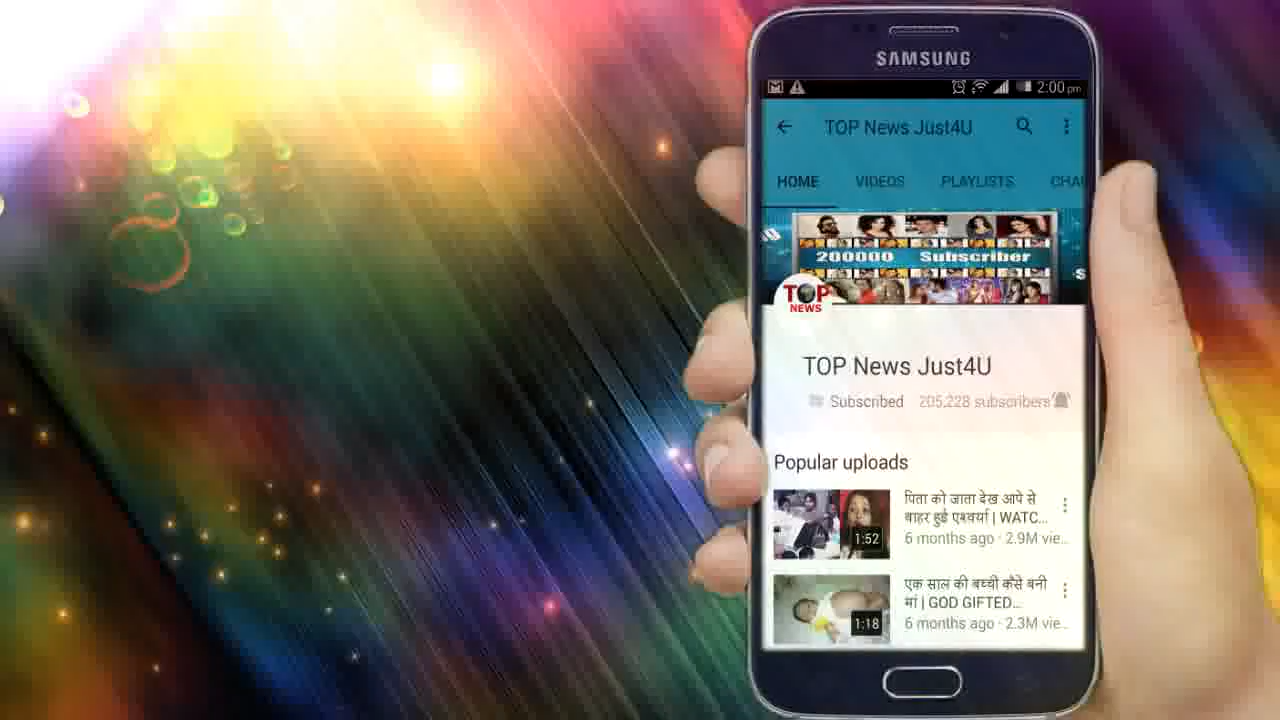 SAMSUNG
2:00 pm
TOP News Just4U
HOME VIDEOS PLAYLISTS CHA
200000 Subscriber
TOP
NEWS
TOP News Just4U
Subscribed 205,228 subscribers
Popular uploads
पिता को जाता देख आपे से
बाहर हुई एश्वर्या | WATC...
6 months ago · 2.9M vie..
1:52
एक साल की बच्ची कैसे बनी
मां | GOD GIFTED...
6 months ago · 2.3M vie..
1:18